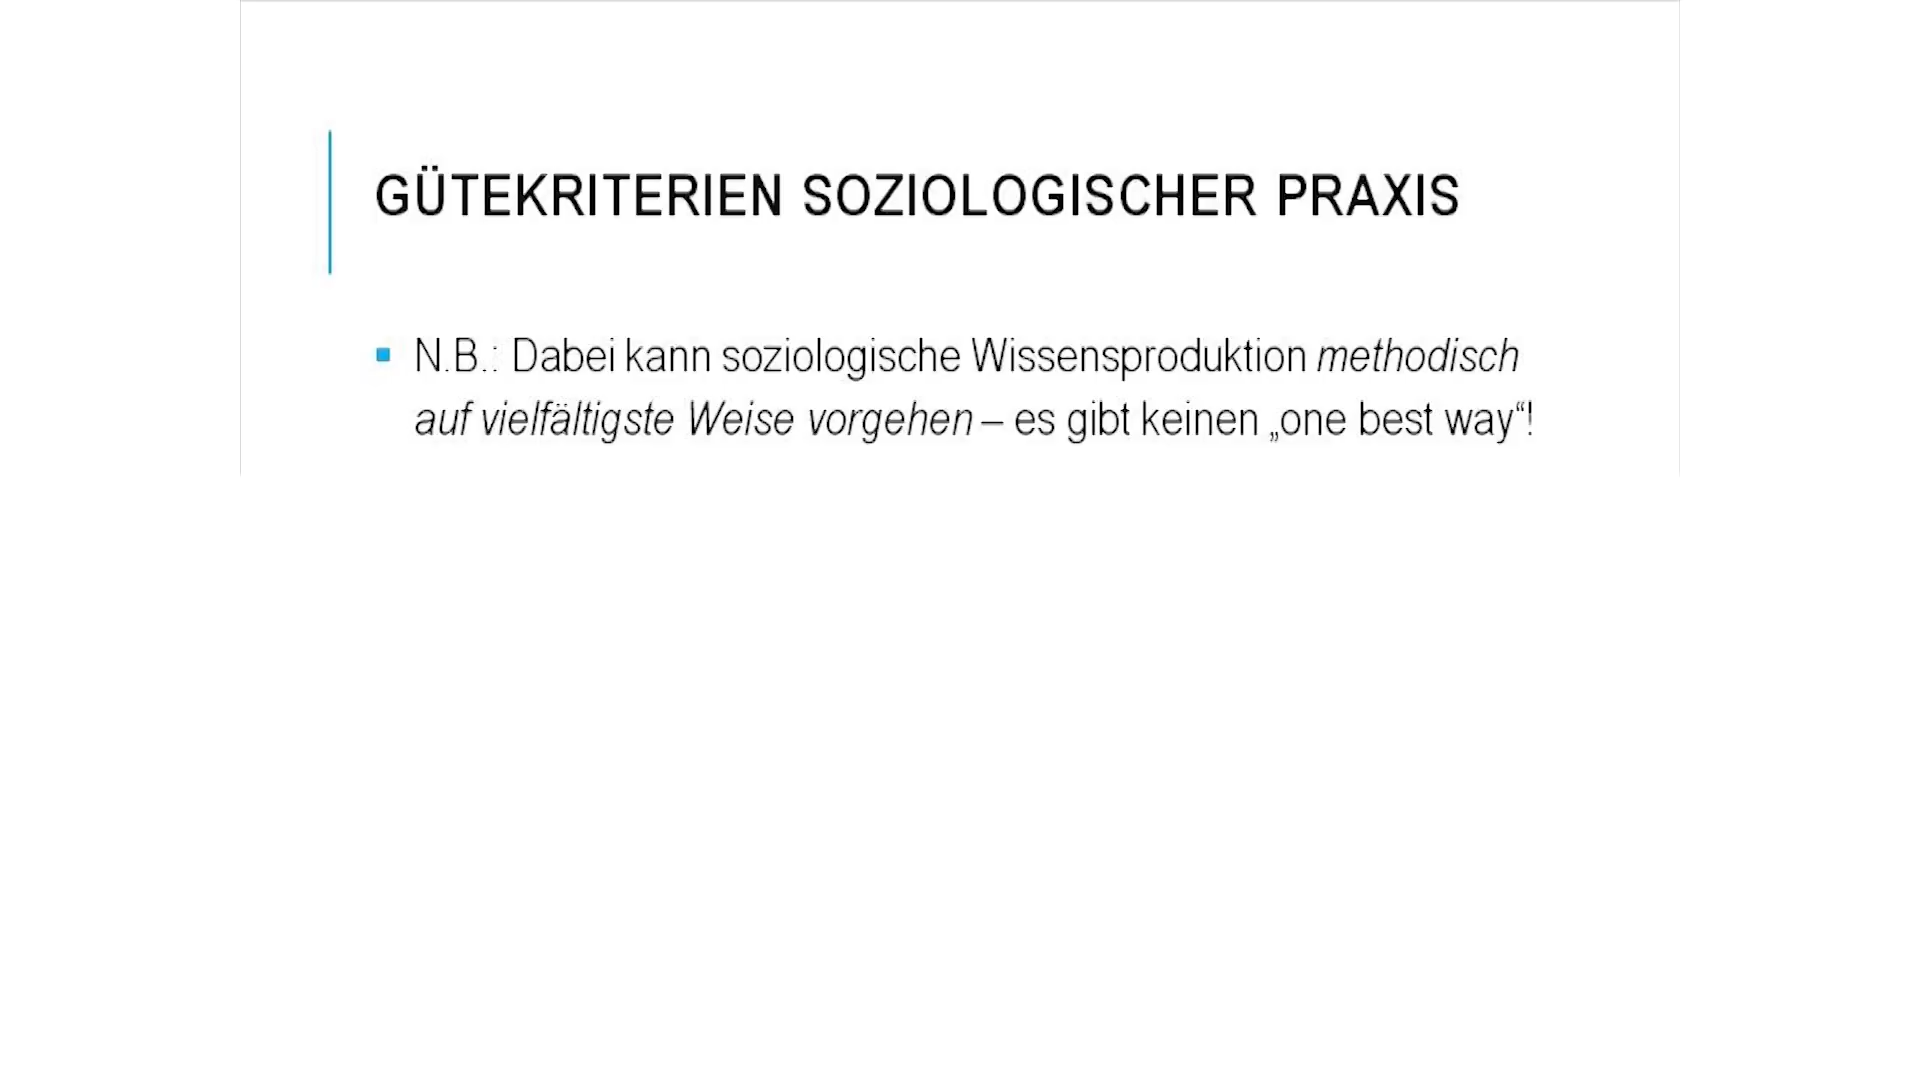 GÜTEKRITERIEN SOZIOLOGISCHER PRAXIS
N.B.: Dabei kann soziologische Wissensproduktion methodisch
auf vielfältigste Weise vorgehen – es gibt keinen „one best way“!